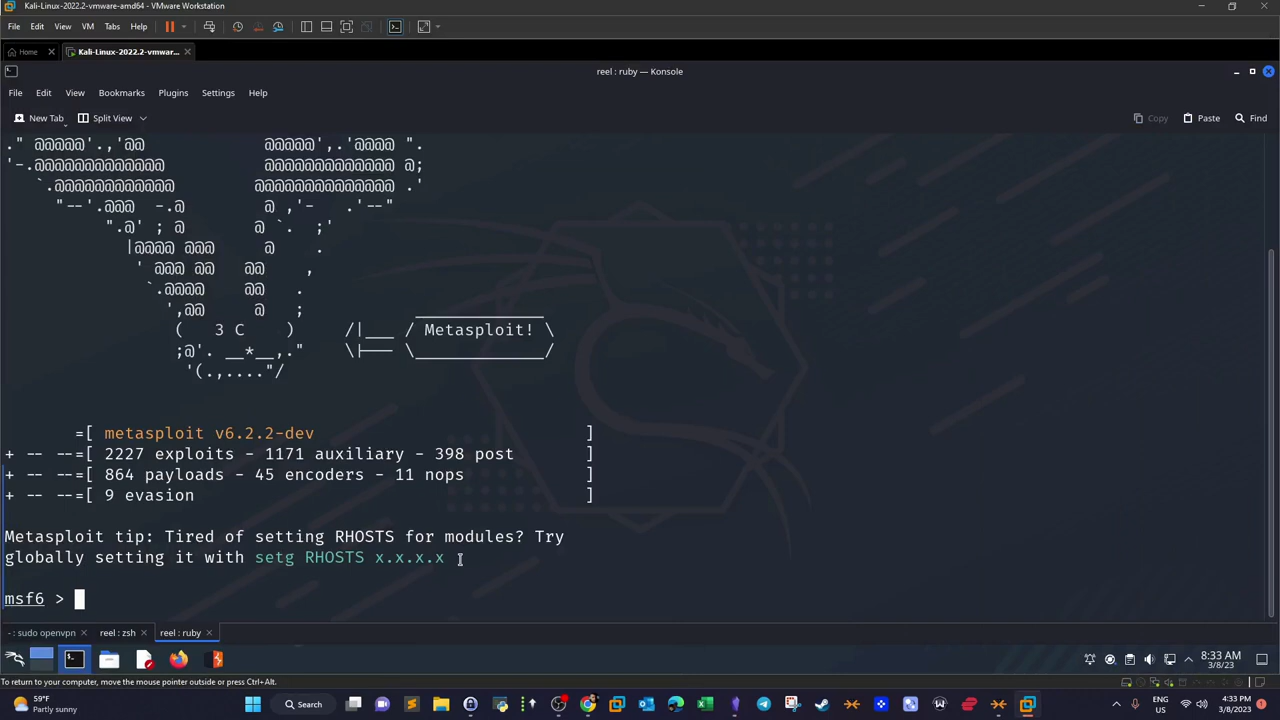 Kali-Linux-2022.2-vmware-amd64 - VMware Workstation
File Edit View VM Tabs Help
Home Kali-Linux-2022.2-vmwar...
reel : ruby — Konsole
File Edit View Bookmarks Plugins Settings Help
New Tab Split View Copy Paste Find
." @@@@@'.,'@@ @@@@@',.'@@@@ ".
'-.@@@@@@@@@@@@@ @@@@@@@@@@@@@ @;
`.@@@@@@@@@@@@ @@@@@@@@@@@@@@ .'
"--'.@@@ -.@ @ ,'- .'--"
".@' ; @ @ `. ;'
|@@@@ @@@ @ .
' @@@ @@ @@ ,
`.@@@@ @@ .
',@@ @ ;
( 3 C ) /|___ / Metasploit! \
;@'. __*__,." \|--- \_____________/
'(.,...."/
=[ metasploit v6.2.2-dev ]
+ -- --=[ 2227 exploits - 1171 auxiliary - 398 post ]
+ -- --=[ 864 payloads - 45 encoders - 11 nops ]
+ -- --=[ 9 evasion ]
Metasploit tip: Tired of setting RHOSTS for modules? Try
globally setting it with setg RHOSTS x.x.x.x
msf6 >
- : sudo openvpn reel : zsh reel : ruby
8:33 AM
3/8/23
To return to your computer, move the mouse pointer outside or press Ctrl+Alt.
59°F
Partly sunny
Search
ENG
US
4:33 PM
3/8/2023